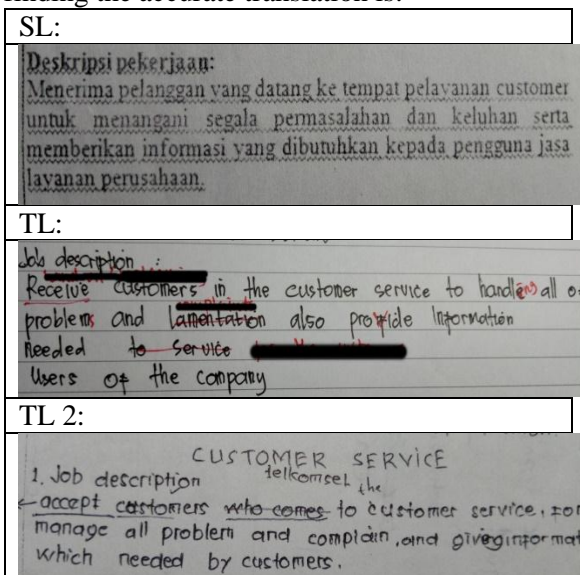 finding the accurate translation is:
SL:
Deskripsi pekerjaan:
Menerima pelanggan yang datang ke tempat pelayanan customer
untuk menangani segala permasalahan dan keluhan serta
memberikan informasi yang dibutuhkan kepada pengguna jasa
layanan perusahaan.
TL:
Job description :
Receive customers in the customer service to handle all
problems and lamentation also provide Information
needed to service
Users of the company
TL 2:
CUSTOMER SERVICE
telkomsel
1. Job description the
accept costomers who comes to customer service, for
manage all problem and complain, and giveginformat
which needed by customers.